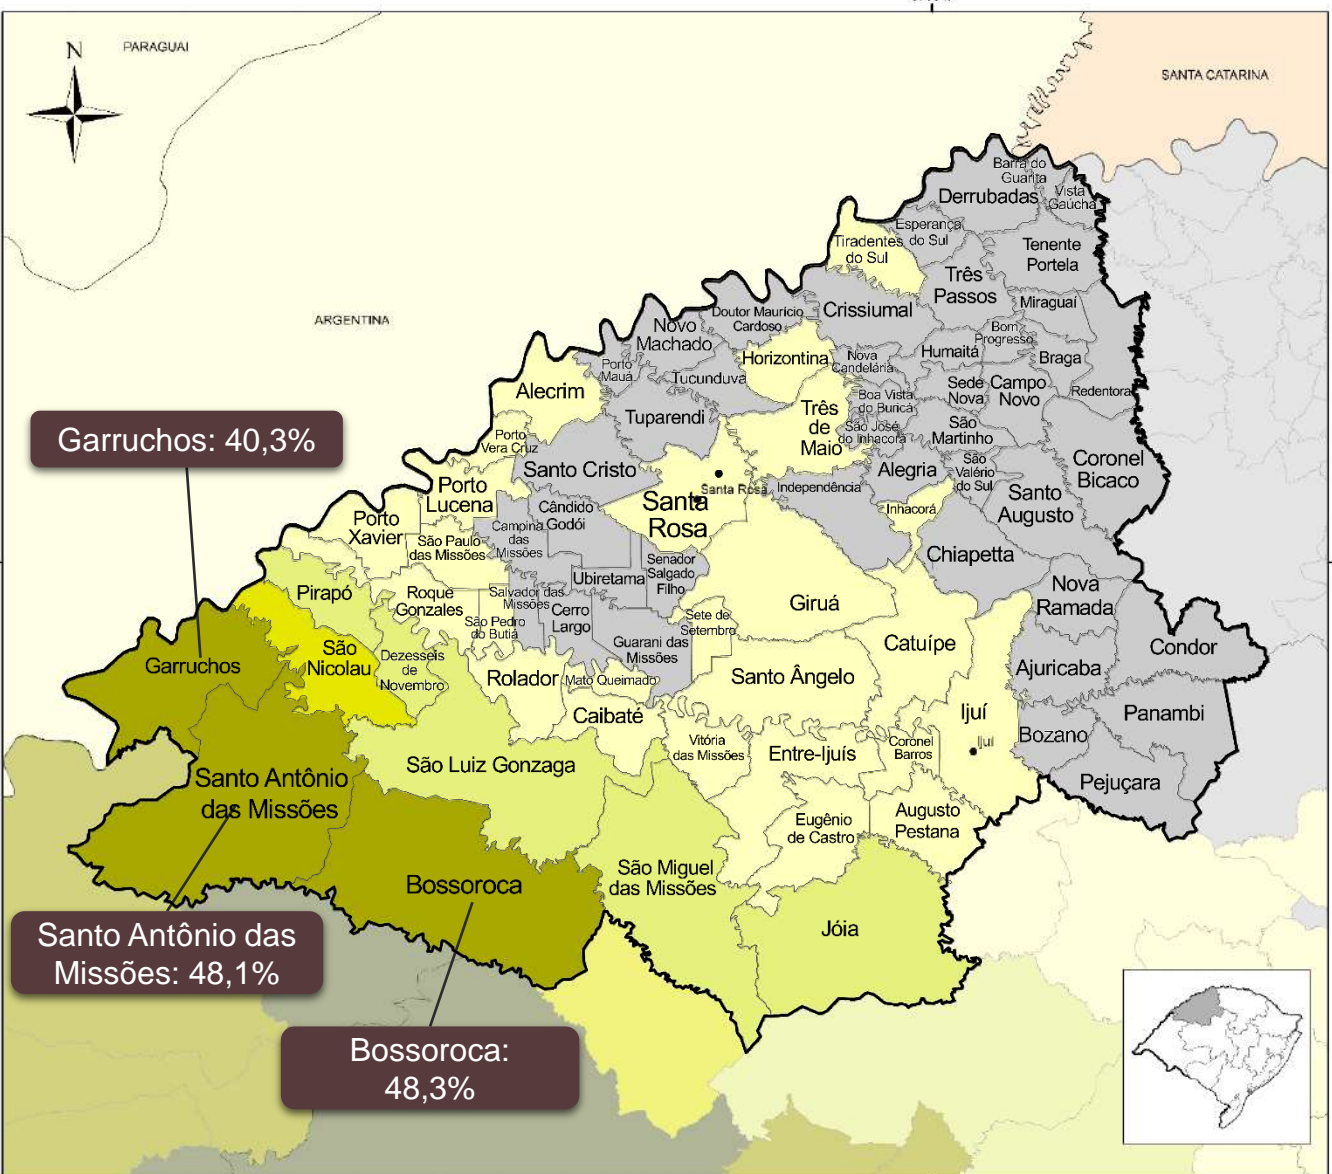 N
PARAGUAI
SANTA CATARINA
ARGENTINA
Barra do
Guarita
Derrubadas
Vista
Gaúcha
Esperança
do Sul
Tiradentes
do Sul
Tenente
Portela
Três
Passos
Miraguaí
Crissiumal
Doutor Maurício
Cardoso
Novo
Machado
Bom
Progresso
Humaitá
Braga
Horizontina
Nova
Candelária
Porto
Mauá
Tucunduva
Alecrim
Redentora
Sede
Nova
Campo
Novo
Boa Vista
do Buricá
Tuparendi
Três
de
Maio
São José
do Inhacorá
São
Martinho
Garruchos: 40,3%
Porto
Vera Cruz
Santo Cristo
Alegria
São
Valério
do Sul
Coronel
Bicaco
Porto
Lucena
Santa Rosa
Independência
Santa
Rosa
Santo
Augusto
Inhacorá
Cândido
Godói
Porto
Xavier
Campina
das
Missões
São Paulo
das Missões
Chiapetta
Senador
Salgado
Filho
Ubiretama
Pirapó
Roque
Gonzales
Salvador das
Missões
Cerro
Largo
Nova
Ramada
Giruá
Sete de
Setembro
São Pedro
do Butiá
Guarani das
Missões
Catuípe
Condor
São
Nicolau
Dezesseis
de
Novembro
Garruchos
Rolador
Mato Queimado
Santo Ângelo
Ajuricaba
Caibaté
Ijuí
Panambi
Bozano
Ijuí
Vitória
das Missões
Entre-Ijuís
Coronel
Barros
São Luiz Gonzaga
Santo Antônio
das Missões
Pejuçara
Eugênio
de Castro
Augusto
Pestana
São Miguel
das Missões
Bossoroca
Jóia
Santo Antônio das
Missões: 48,1%
Bossoroca:
48,3%